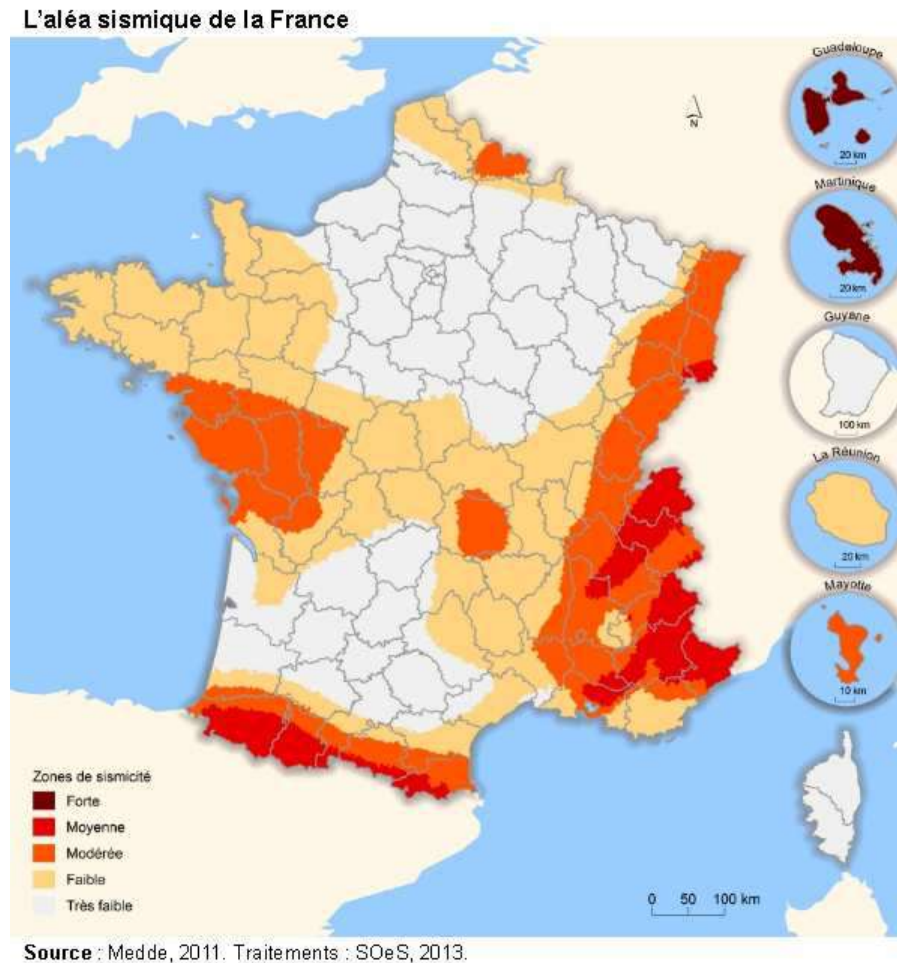 L'aléa sismique de la France
Guadeloupe
20 km
N
Martinique
20 km
Guyane
100 km
La Réunion
20 km
Mayotte
10 km
Zones de sismicité
Forte
Moyenne
Modérée
Faible
Très faible
0 50 100 km
Source : Medde, 2011. Traitements : SOeS, 2013.